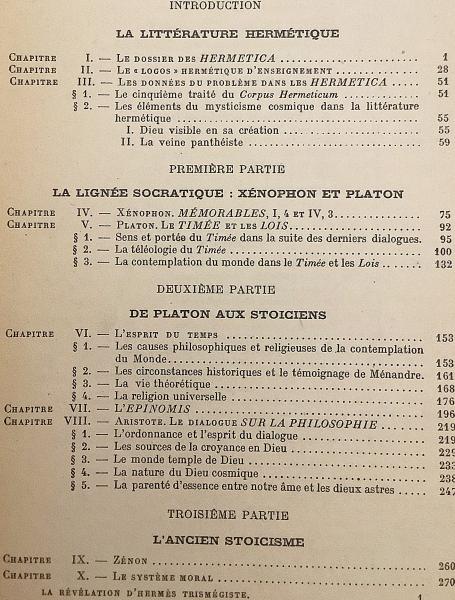 INTRODUCTION
LA LITTÉRATURE HERMÉTIQUE
CHAPITRE I. — LE DOSSIER DES HERMETICA 1
CHAPITRE II. — LE « LOGOS » HERMÉTIQUE D'ENSEIGNEMENT 28
CHAPITRE III. — LES DONNÉES DU PROBLÈME DANS LES HERMETICA 51
§ 1. — Le cinquième traité du Corpus Hermeticum 51
§ 2. — Les éléments du mysticisme cosmique dans la littérature
hermétique 55
I. Dieu visible en sa création 55
II. La veine panthéiste 59
PREMIÈRE PARTIE
LA LIGNÉE SOCRATIQUE : XÉNOPHON ET PLATON
CHAPITRE IV. — XÉNOPHON. MÉMORABLES, I, 4 ET IV, 3 75
CHAPITRE V. — PLATON. LE TIMÉE ET LES LOIS 92
§ 1. — Sens et portée du Timée dans la suite des derniers dialogues. 95
§ 2. — La téléologie du Timée 100
§ 3. — La contemplation du monde dans le Timée et les Lois 132
DEUXIÈME PARTIE
DE PLATON AUX STOICIENS
CHAPITRE VI. — L'ESPRIT DU TEMPS 153
§ 1. — Les causes philosophiques et religieuses de la contemplation
du Monde 153
§ 2. — Les circonstances historiques et le témoignage de Ménandre. 161
§ 3. — La vie théorétique 168
§ 4. — La religion universelle 176
CHAPITRE VII. — L'EPINOMIS 196
CHAPITRE VIII. — ARISTOTE. LE DIALOGUE SUR LA PHILOSOPHIE 219
§ 1. — L'ordonnance et l'esprit du dialogue 219
§ 2. — Les sources de la croyance en Dieu 229
§ 3. — Le monde temple de Dieu 233
§ 4. — La nature du Dieu cosmique 238
§ 5. — La parenté d'essence entre notre âme et les dieux astres 247
TROISIÈME PARTIE
L'ANCIEN STOICISME
CHAPITRE IX. — ZÉNON 260
CHAPITRE X. — LE SYSTÈME MORAL 270
LA RÉVÉLATION D'HERMÈS TRISMÉGISTE. 1